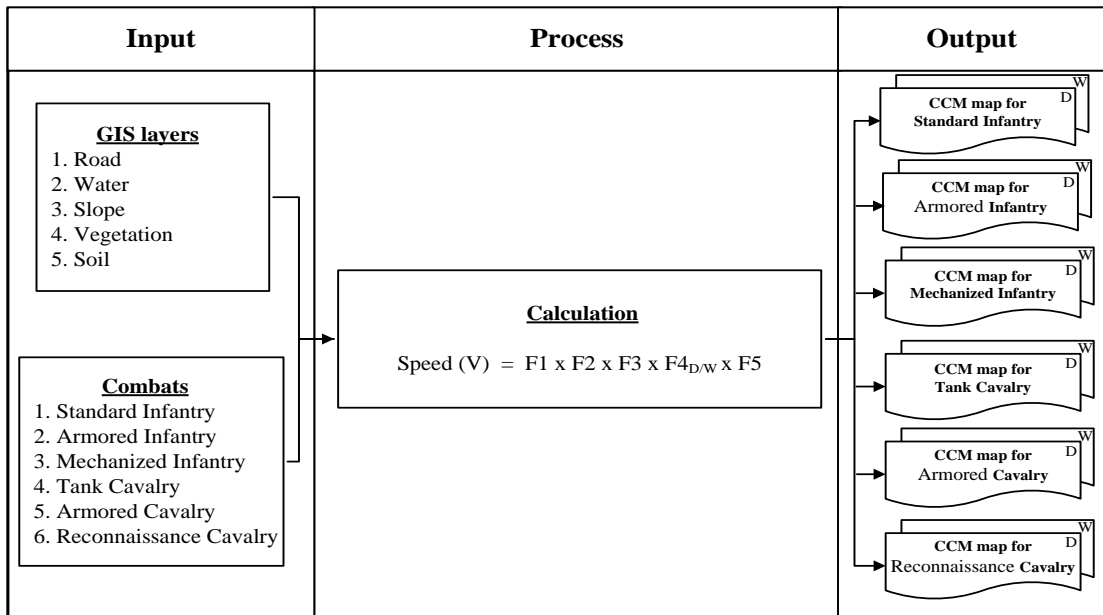 Input
Process
Output
GIS layers
1. Road
2. Water
3. Slope
4. Vegetation
5. Soil
Combats
1. Standard Infantry
2. Armored Infantry
3. Mechanized Infantry
4. Tank Cavalry
5. Armored Cavalry
6. Reconnaissance Cavalry
Calculation
Speed (V) = F1 x F2 x F3 x F4D/W x F5
W
D
CCM map for
Standard Infantry
W
D
CCM map for
Armored Infantry
W
D
CCM map for
Mechanized Infantry
W
D
CCM map for
Tank Cavalry
W
D
CCM map for
Armored Cavalry
W
D
CCM map for
Reconnaissance Cavalry